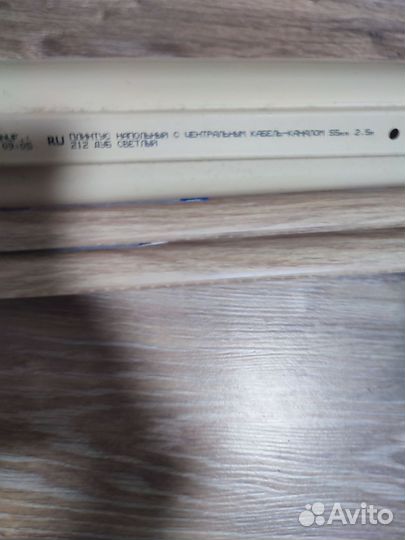 RU ПЛИНТУС НАПОЛЬНЫЙ С ЦЕНТРАЛЬНЫМ КАБЕЛЬ-КАНАЛОМ 55мм 2.5м
212 ДУБ СВЕТЛЫЙ
Avito